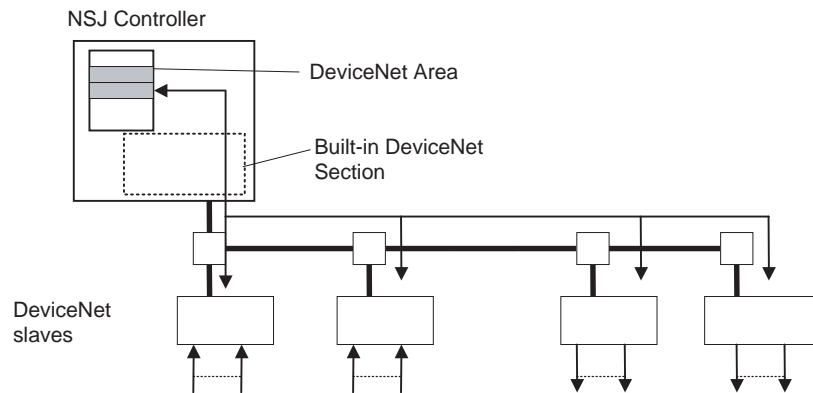 NSJ Controller
DeviceNet Area
Built-in DeviceNet
Section
DeviceNet
slaves